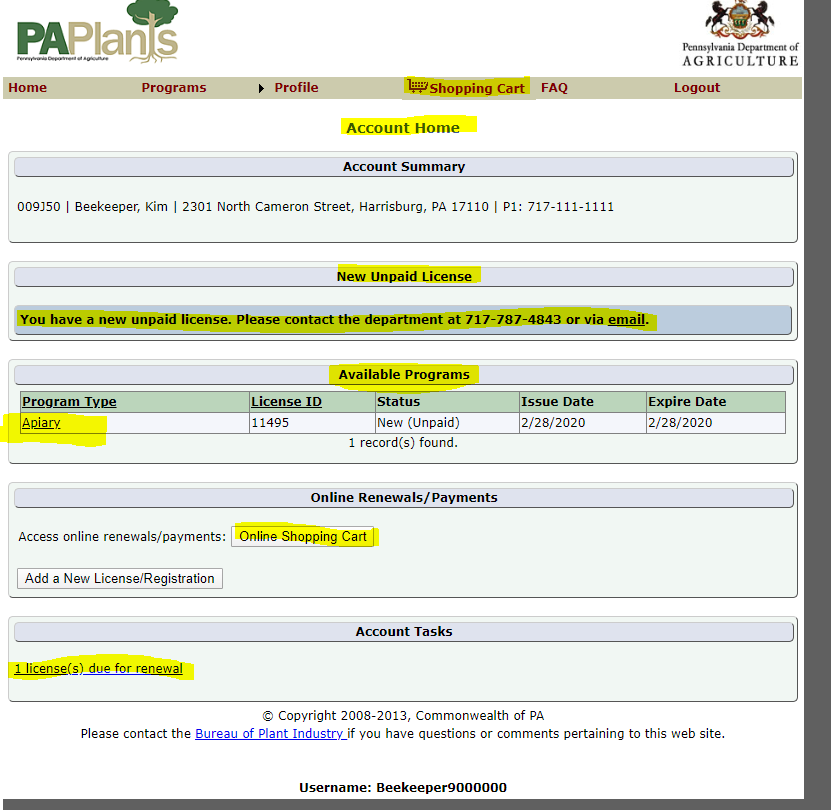 PAPlants
Pennsylvania Department of Agriculture
Pennsylvania Department of
AGRICULTURE
Home Programs Profile Shopping Cart FAQ Logout
Account Home
Account Summary
009J50 | Beekeeper, Kim | 2301 North Cameron Street, Harrisburg, PA 17110 | P1: 717-111-1111
New Unpaid License
You have a new unpaid license. Please contact the department at 717-787-4843 or via email.
Available Programs
Program Type License ID Status Issue Date Expire Date
Apiary 11495 New (Unpaid) 2/28/2020 2/28/2020
1 record(s) found.
Online Renewals/Payments
Access online renewals/payments: Online Shopping Cart
Add a New License/Registration
Account Tasks
1 license(s) due for renewal
© Copyright 2008-2013, Commonwealth of PA
Please contact the Bureau of Plant Industry if you have questions or comments pertaining to this web site.
Username: Beekeeper9000000